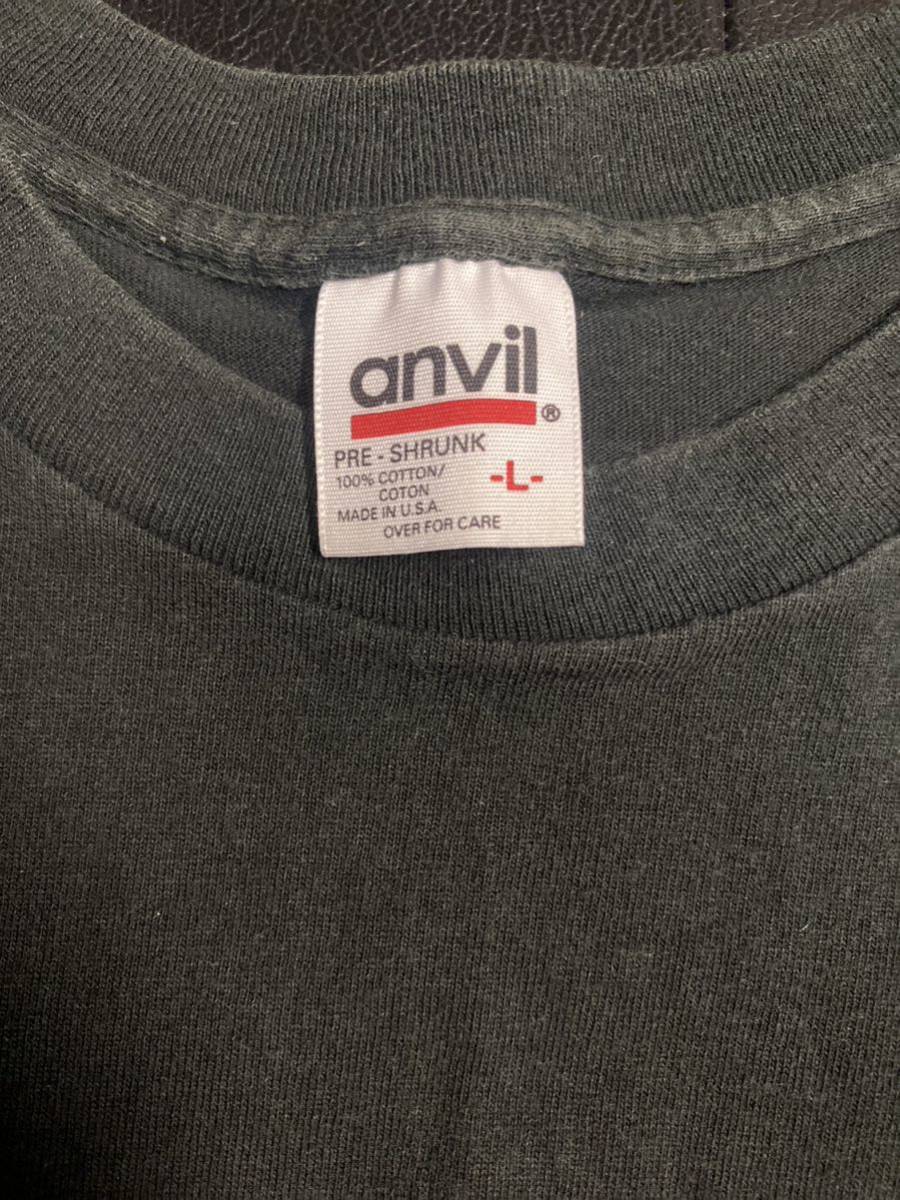 anvil®
PRE - SHRUNK
100% COTTON/
COTON
-L-
MADE IN U.S.A.
OVER FOR CARE